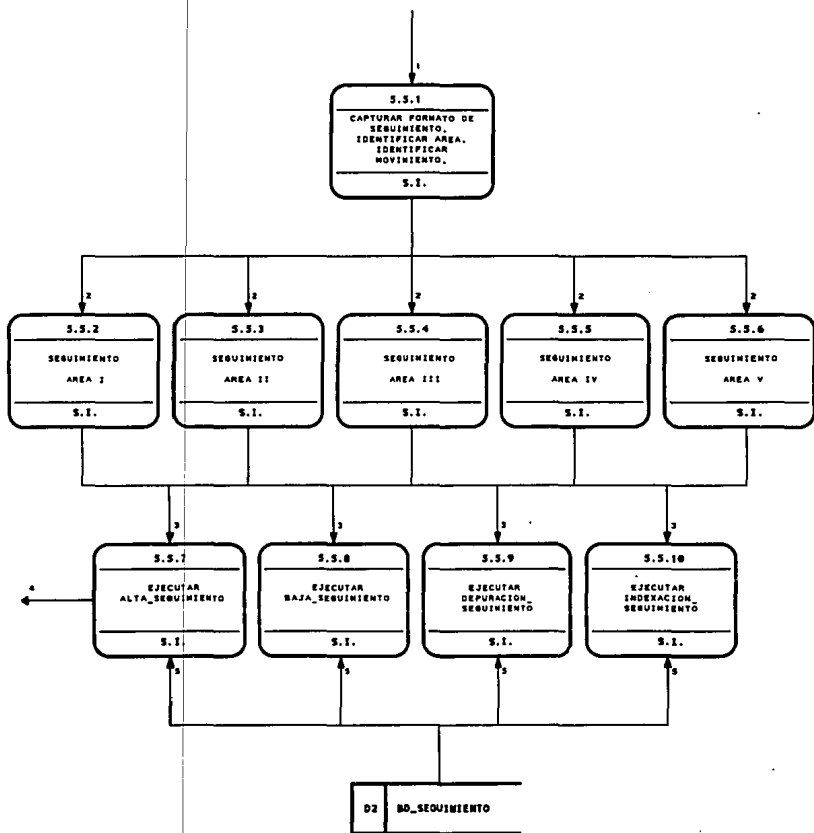 1
5.5.1
CAPTURAR FORMATO DE
SEGUIMIENTO,
IDENTIFICAR AREA,
IDENTIFICAR
MOVIMIENTO,
S.I.
2
2
2
2
2
5.5.2
SEGUIMIENTO
AREA I
S.I.
5.5.3
SEGUIMIENTO
AREA II
S.I.
5.5.4
SEGUIMIENTO
AREA III
S.I.
5.5.5
SEGUIMIENTO
AREA IV
S.I.
5.5.6
SEGUIMIENTO
AREA V
S.I.
3
3
3
3
4
5.5.7
EJECUTAR
ALTA_SEGUIMIENTO
S.I.
5.5.8
EJECUTAR
BAJA_SEGUIMIENTO
S.I.
5.5.9
EJECUTAR
DEPURACION_
SEGUIMIENTO
S.I.
5.5.10
EJECUTAR
INDEXACION_
SEGUIMIENTO
S.I.
5
5
5
5
D2 BD_SEGUIMIENTO